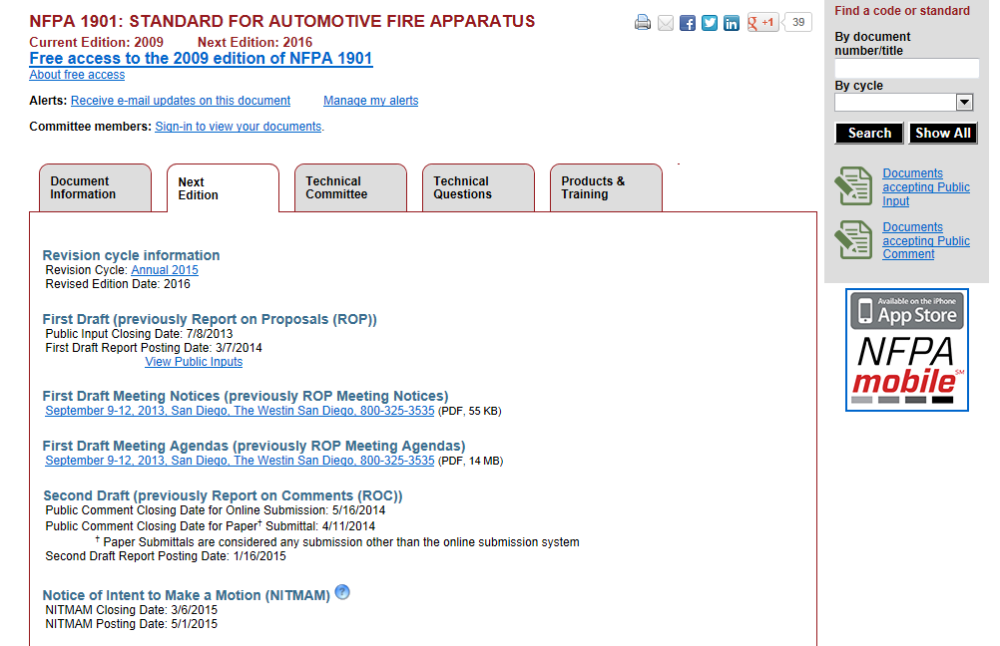 NFPA 1901: STANDARD FOR AUTOMOTIVE FIRE APPARATUS
Current Edition: 2009 Next Edition: 2016
Free access to the 2009 edition of NFPA 1901
About free access
Alerts: Receive e-mail updates on this document Manage my alerts
Committee members: Sign-in to view your documents.
f
in
g +1
39
Document
Information
Next
Edition
Technical
Committee
Technical
Questions
Products &
Training
Revision cycle information
Revision Cycle: Annual 2015
Revised Edition Date: 2016
First Draft (previously Report on Proposals (ROP))
Public Input Closing Date: 7/8/2013
First Draft Report Posting Date: 3/7/2014
View Public Inputs
First Draft Meeting Notices (previously ROP Meeting Notices)
September 9-12, 2013, San Diego, The Westin San Diego, 800-325-3535 (PDF, 55 KB)
First Draft Meeting Agendas (previously ROP Meeting Agendas)
September 9-12, 2013, San Diego, The Westin San Diego, 800-325-3535 (PDF, 14 MB)
Second Draft (previously Report on Comments (ROC))
Public Comment Closing Date for Online Submission: 5/16/2014
Public Comment Closing Date for Paper† Submittal: 4/11/2014
† Paper Submittals are considered any submission other than the online submission system
Second Draft Report Posting Date: 1/16/2015
Notice of Intent to Make a Motion (NITMAM) ?
NITMAM Closing Date: 3/6/2015
NITMAM Posting Date: 5/1/2015
Find a code or standard
By document
number/title
By cycle
Search
Show All
Documents
accepting Public
Input
Documents
accepting Public
Comment
Available on the iPhone
App Store
NFPA
mobile℠